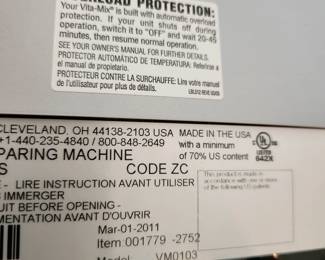 OVERLOAD PROTECTION:
Your Vita-Mix® is built with automatic overload
protection. If your unit shuts off during
operation, switch it to "OFF" and wait 20-45
minutes, then resume normal operation.
SEE YOUR OWNER'S MANUAL FOR FURTHER DETAILS.
PROTECTOR AUTOMÁTICO DE TEMPERATURA: Referirse a
el manual de propietario.
PROTECTEUR CONTRE LA SURCHAUFFE: Lire votre manuel
de l'utilisateur pour plus de détails.
CLEVELAND, OH 44138-2103 USA
+1-440-235-4840 / 800-848-2649
MADE IN THE USA
with a minimum
of 70% US content
UL
LISTED
642X
PARING MACHINE
S CODE ZC
E - LIRE INSTRUCTION AVANT UTILISER
S IMMERGER
UIT BEFORE OPENING -
MENTATION AVANT D'OUVRIR
This product is made in
accordance with one or more
of the following US patents
Mar-01-2011
Item 001779 -2752
Model VM0103